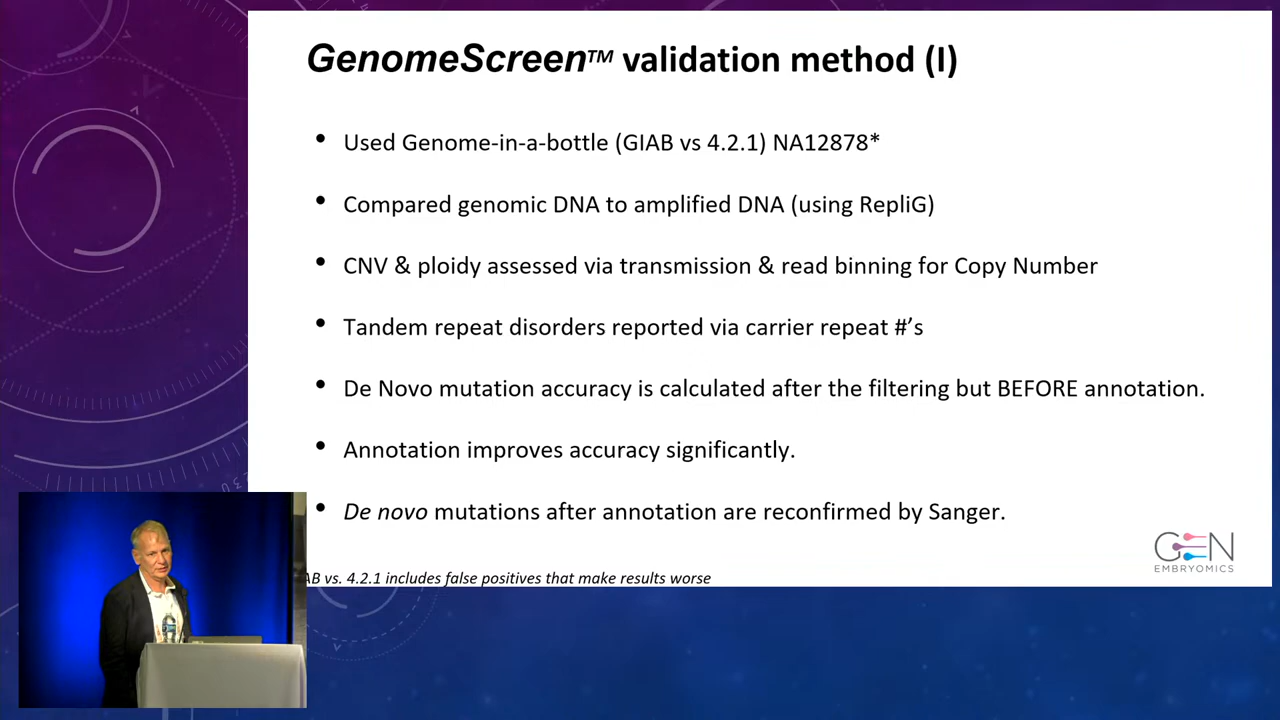 GenomeScreen™ validation method (I)
• Used Genome-in-a-bottle (GIAB vs 4.2.1) NA12878*
• Compared genomic DNA to amplified DNA (using RepliG)
• CNV & ploidy assessed via transmission & read binning for Copy Number
• Tandem repeat disorders reported via carrier repeat #’s
• De Novo mutation accuracy is calculated after the filtering but BEFORE annotation.
• Annotation improves accuracy significantly.
• De novo mutations after annotation are reconfirmed by Sanger.
GEN
EMBRYOMICS
AB vs. 4.2.1 includes false positives that make results worse